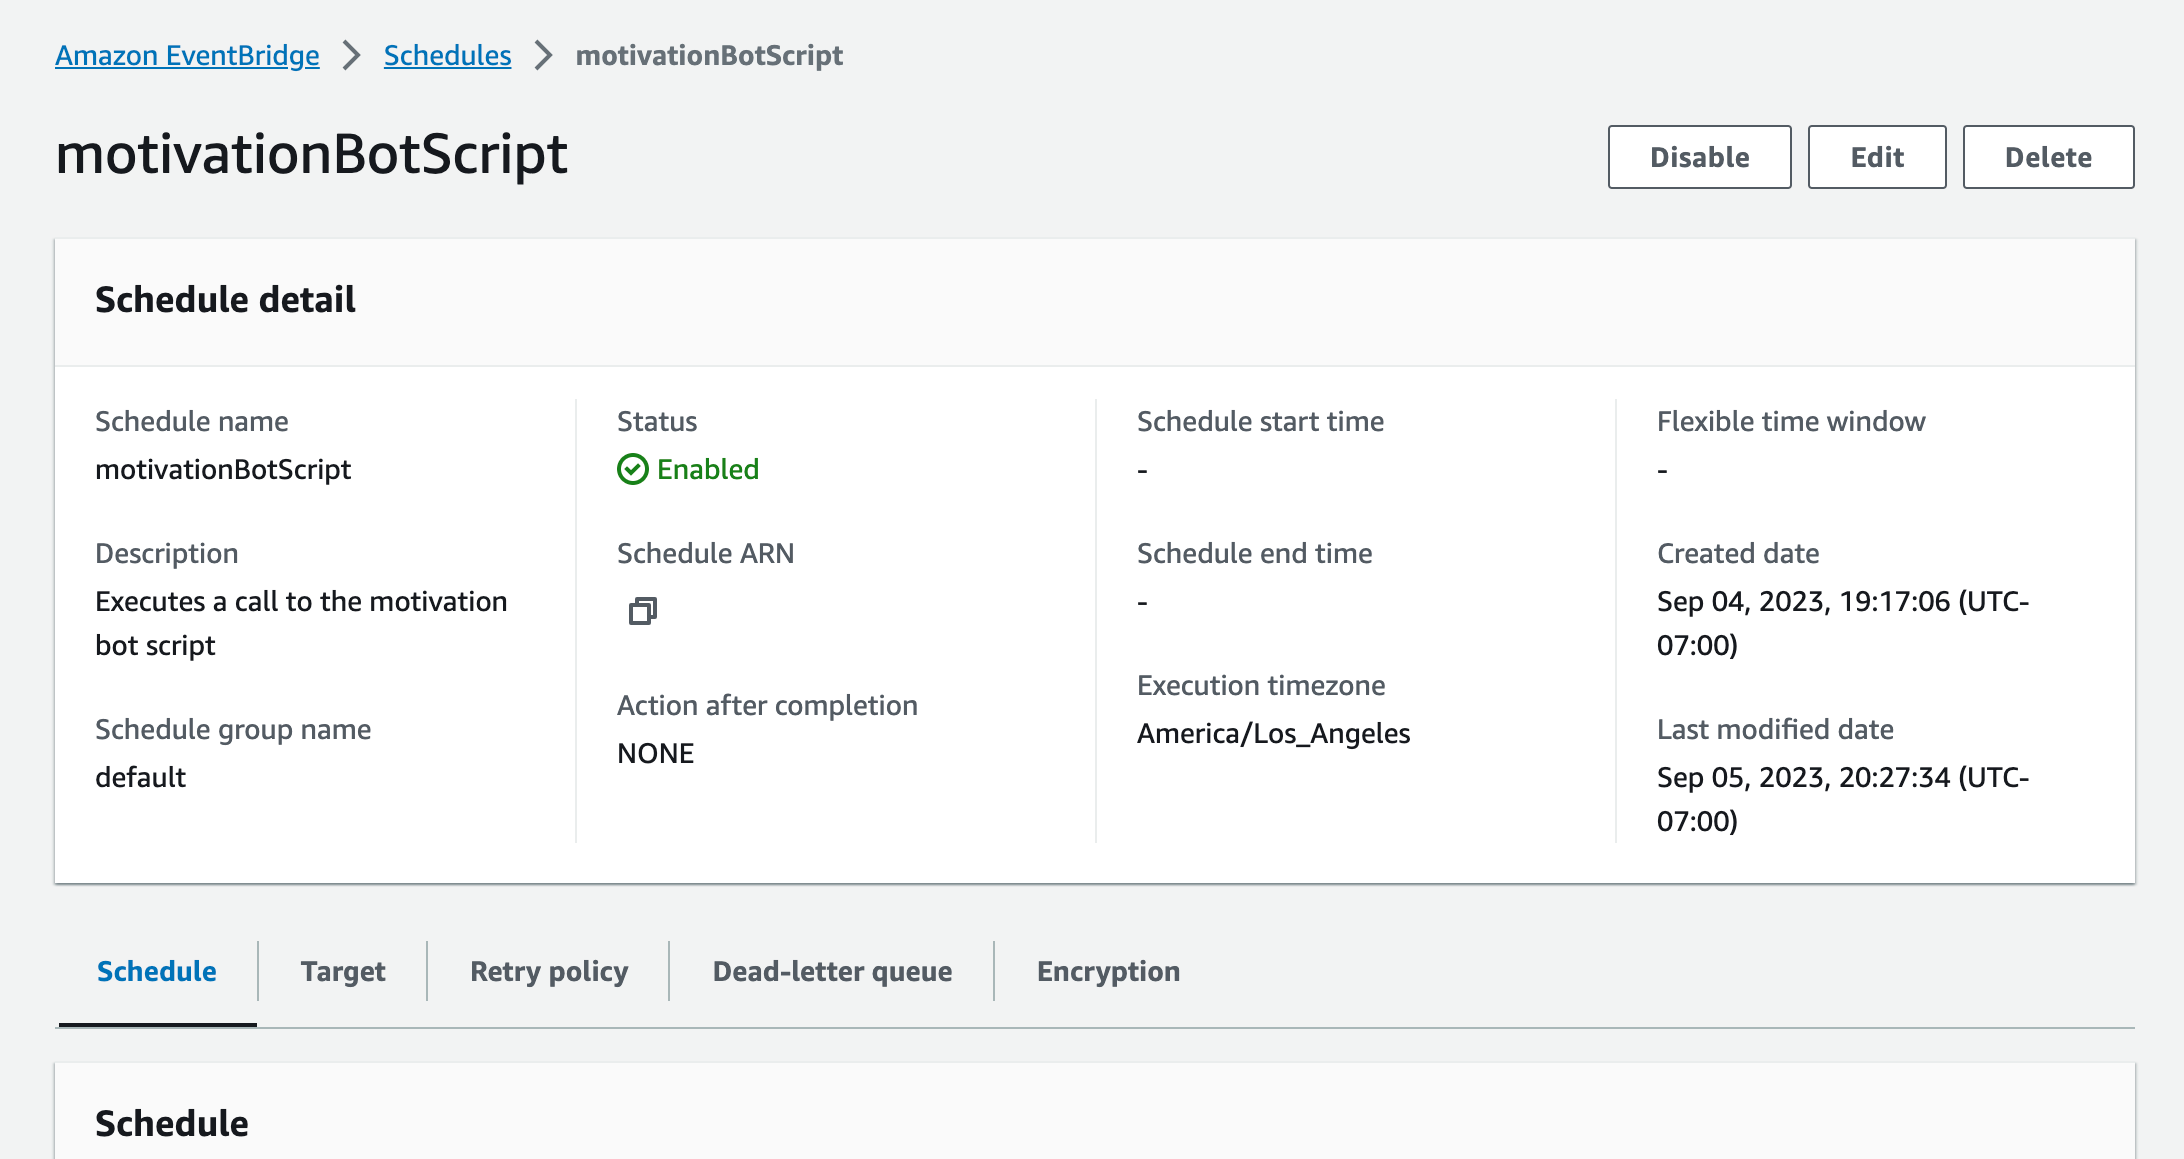 Amazon EventBridge > Schedules > motivationBotScript
motivationBotScript
Disable Edit Delete
Schedule detail
Schedule name
motivationBotScript
Description
Executes a call to the motivation
bot script
Schedule group name
default
Status
Enabled
Schedule ARN
Action after completion
NONE
Schedule start time
-
Schedule end time
-
Execution timezone
America/Los_Angeles
Flexible time window
-
Created date
Sep 04, 2023, 19:17:06 (UTC-
07:00)
Last modified date
Sep 05, 2023, 20:27:34 (UTC-
07:00)
Schedule Target Retry policy Dead-letter queue Encryption
Schedule